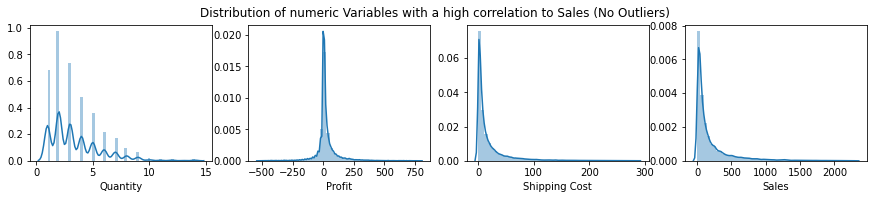 Distribution of numeric Variables with a high correlation to Sales (No Outliers)
1.0
0.8
0.6
0.4
0.2
0.0
0 5 10 15
Quantity
0.020
0.015
0.010
0.005
0.000
−500 −250 0 250 500 750
Profit
0.06
0.04
0.02
0.00
0 100 200 300
Shipping Cost
0.008
0.006
0.004
0.002
0.000
0 500 1000 1500 2000
Sales